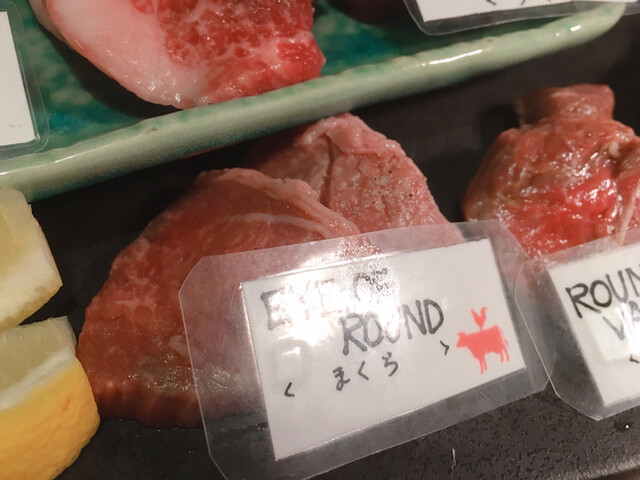 EYE OF
ROUND
< まくら >
ROUN